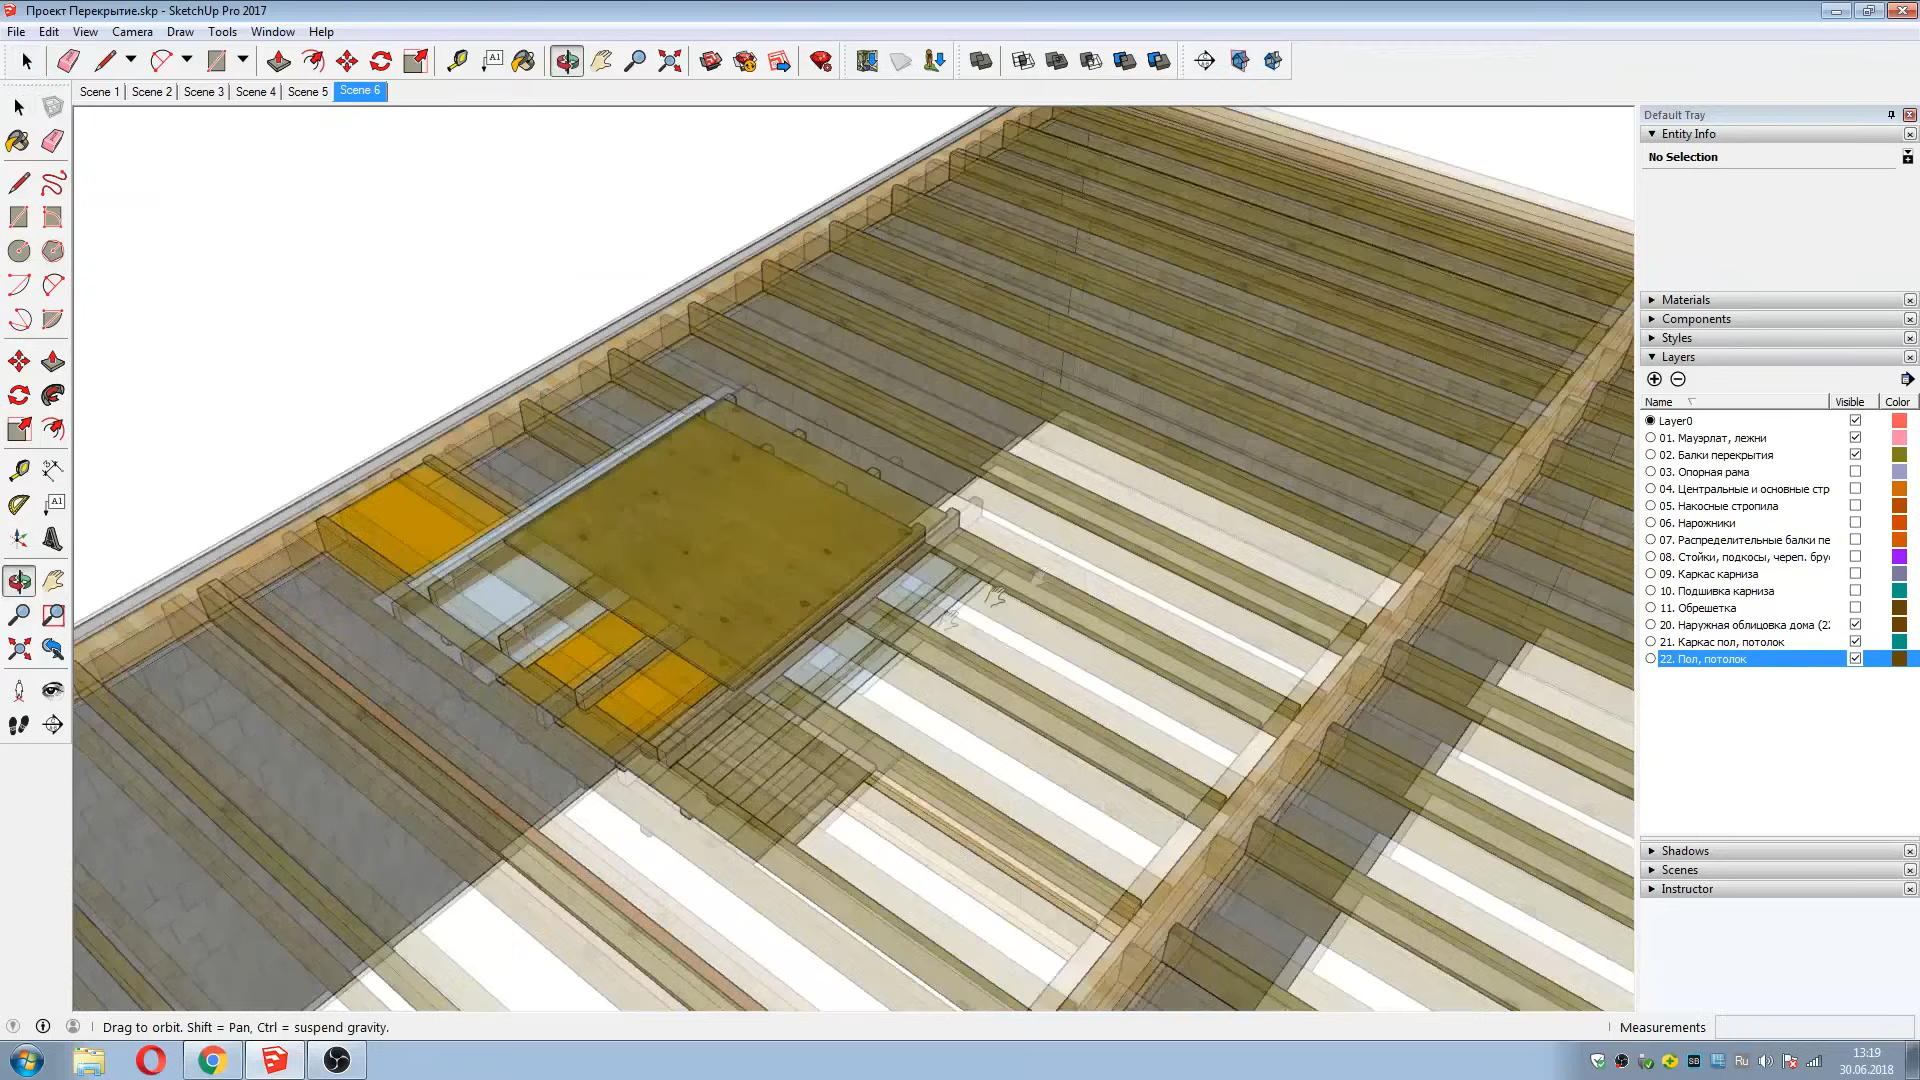 Проект Перекрытие.skp - SketchUp Pro 2017
File Edit View Camera Draw Tools Window Help
Scene 1 Scene 2 Scene 3 Scene 4 Scene 5 Scene 6
Default Tray
Entity Info
No Selection
Materials
Components
Styles
Layers
Name Visible Color
Layer0
01. Мауэрлат, лежни
02. Балки перекрытия
03. Опорная рама
04. Центральные и основные стр
05. Накосные стропила
06. Нарожники
07. Распределительные балки пе
08. Стойки, подкосы, череп. бру
09. Каркас карниза
10. Подшивка карниза
11. Обрешетка
20. Наружная облицовка дома (22
21. Каркас пол, потолок
22. Пол, потолок
Shadows
Scenes
Instructor
Drag to orbit. Shift = Pan, Ctrl = suspend gravity.
Measurements
Ru
13:19
30.06.2018